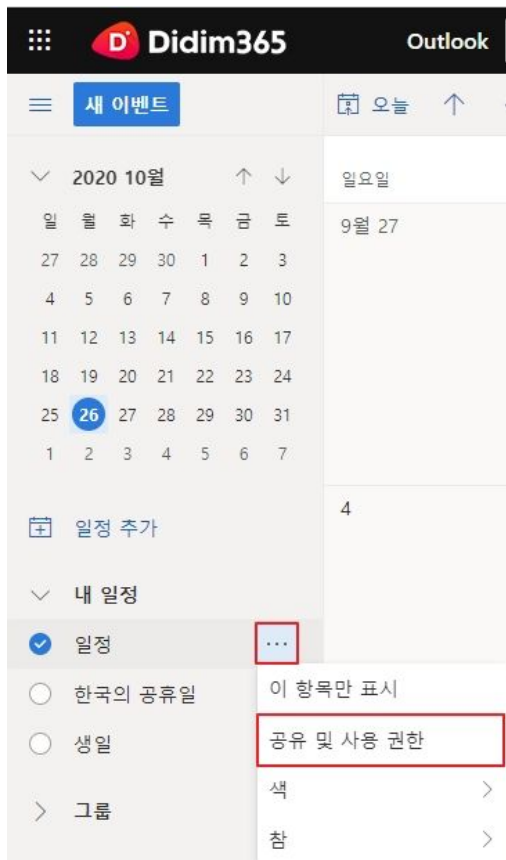 Didim365 Outlook
새 이벤트
오늘
2020 10월
일 월 화 수 목 금 토
27 28 29 30 1 2 3
4 5 6 7 8 9 10
11 12 13 14 15 16 17
18 19 20 21 22 23 24
25 26 27 28 29 30 31
1 2 3 4 5 6 7
일정 추가
내 일정
일정
한국의 공휴일
생일
그룹
일요일
9월 27
4
이 항목만 표시
공유 및 사용 권한
색
참